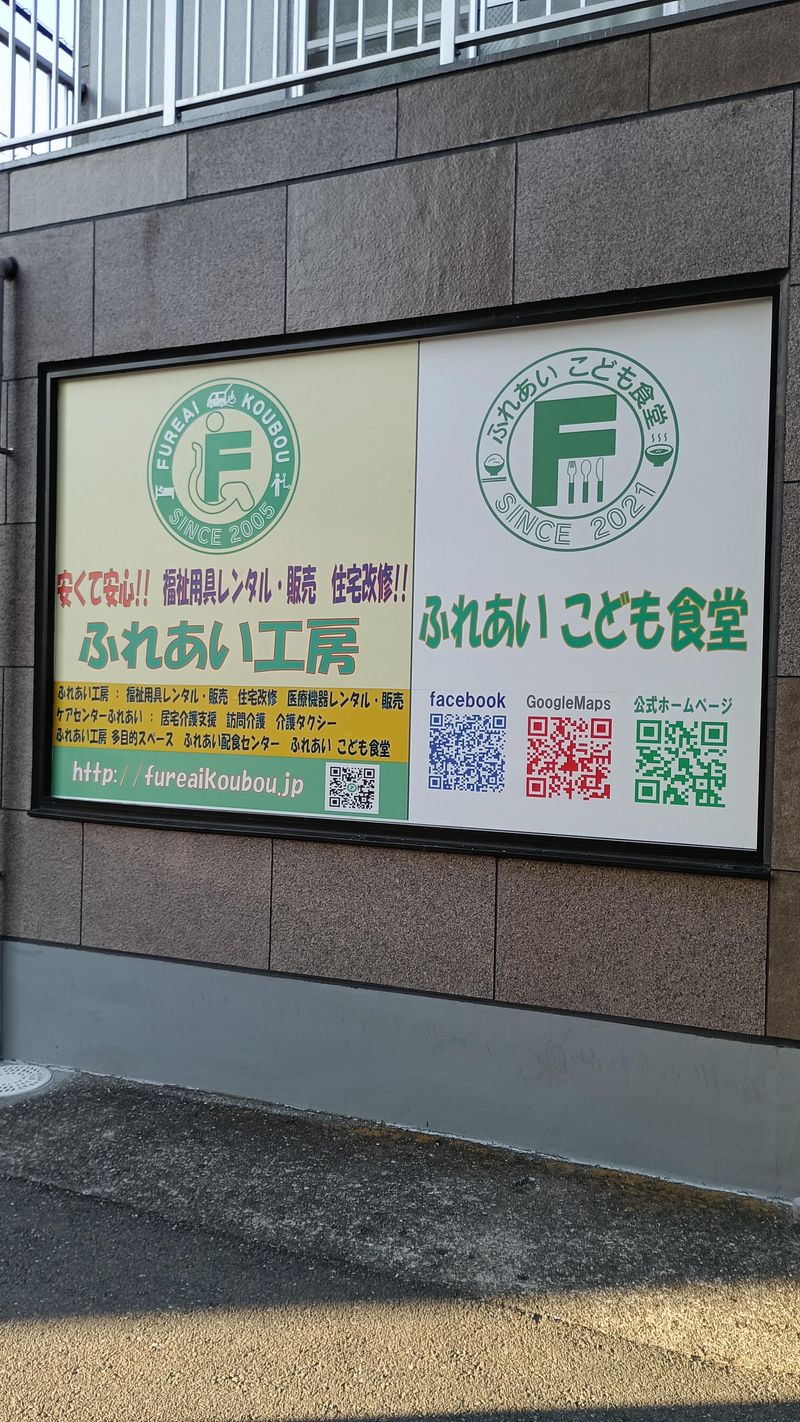 FUREAI KOUBOU
SINCE 2005
安くて安心!! 福祉用具レンタル・販売 住宅改修!!
ふれあい工房
ふれあい工房 : 福祉用具レンタル・販売 住宅改修 医療機器レンタル・販売
ケアセンターふれあい : 居宅介護支援 訪問介護 介護タクシー
ふれあい工房 多目的スペース ふれあい配食センター ふれあい こども食堂
http://fureaikoubou.jp
ふれあい こども食堂
F
SINCE 2021
ふれあい こども食堂
facebook GoogleMaps 公式ホームページ